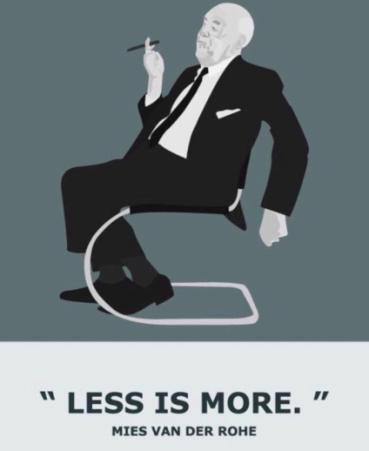 “ LESS IS MORE. ”
MIES VAN DER ROHE